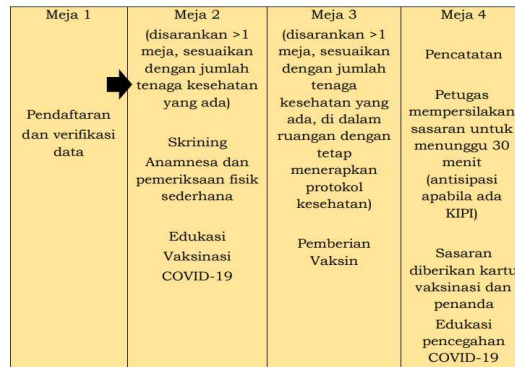 Meja 1
Pendaftaran
dan verifikasi
data
Meja 2
(disarankan >1
meja, sesuaikan
dengan jumlah
tenaga kesehatan
yang ada)
Skrining
Anamnesa dan
pemeriksaan fisik
sederhana
Edukasi
Vaksinasi
COVID-19
Meja 3
(disarankan >1
meja, sesuaikan
dengan jumlah
tenaga
kesehatan yang
ada, di dalam
ruangan dengan
tetap
menerapkan
protokol
kesehatan)
Pemberian
Vaksin
Meja 4
Pencatatan
Petugas
mempersilakan
sasaran untuk
menunggu 30
menit
(antisipasi
apabila ada
KIPI)
Sasaran
diberikan kartu
vaksinasi dan
penanda
Edukasi
pencegahan
COVID-19